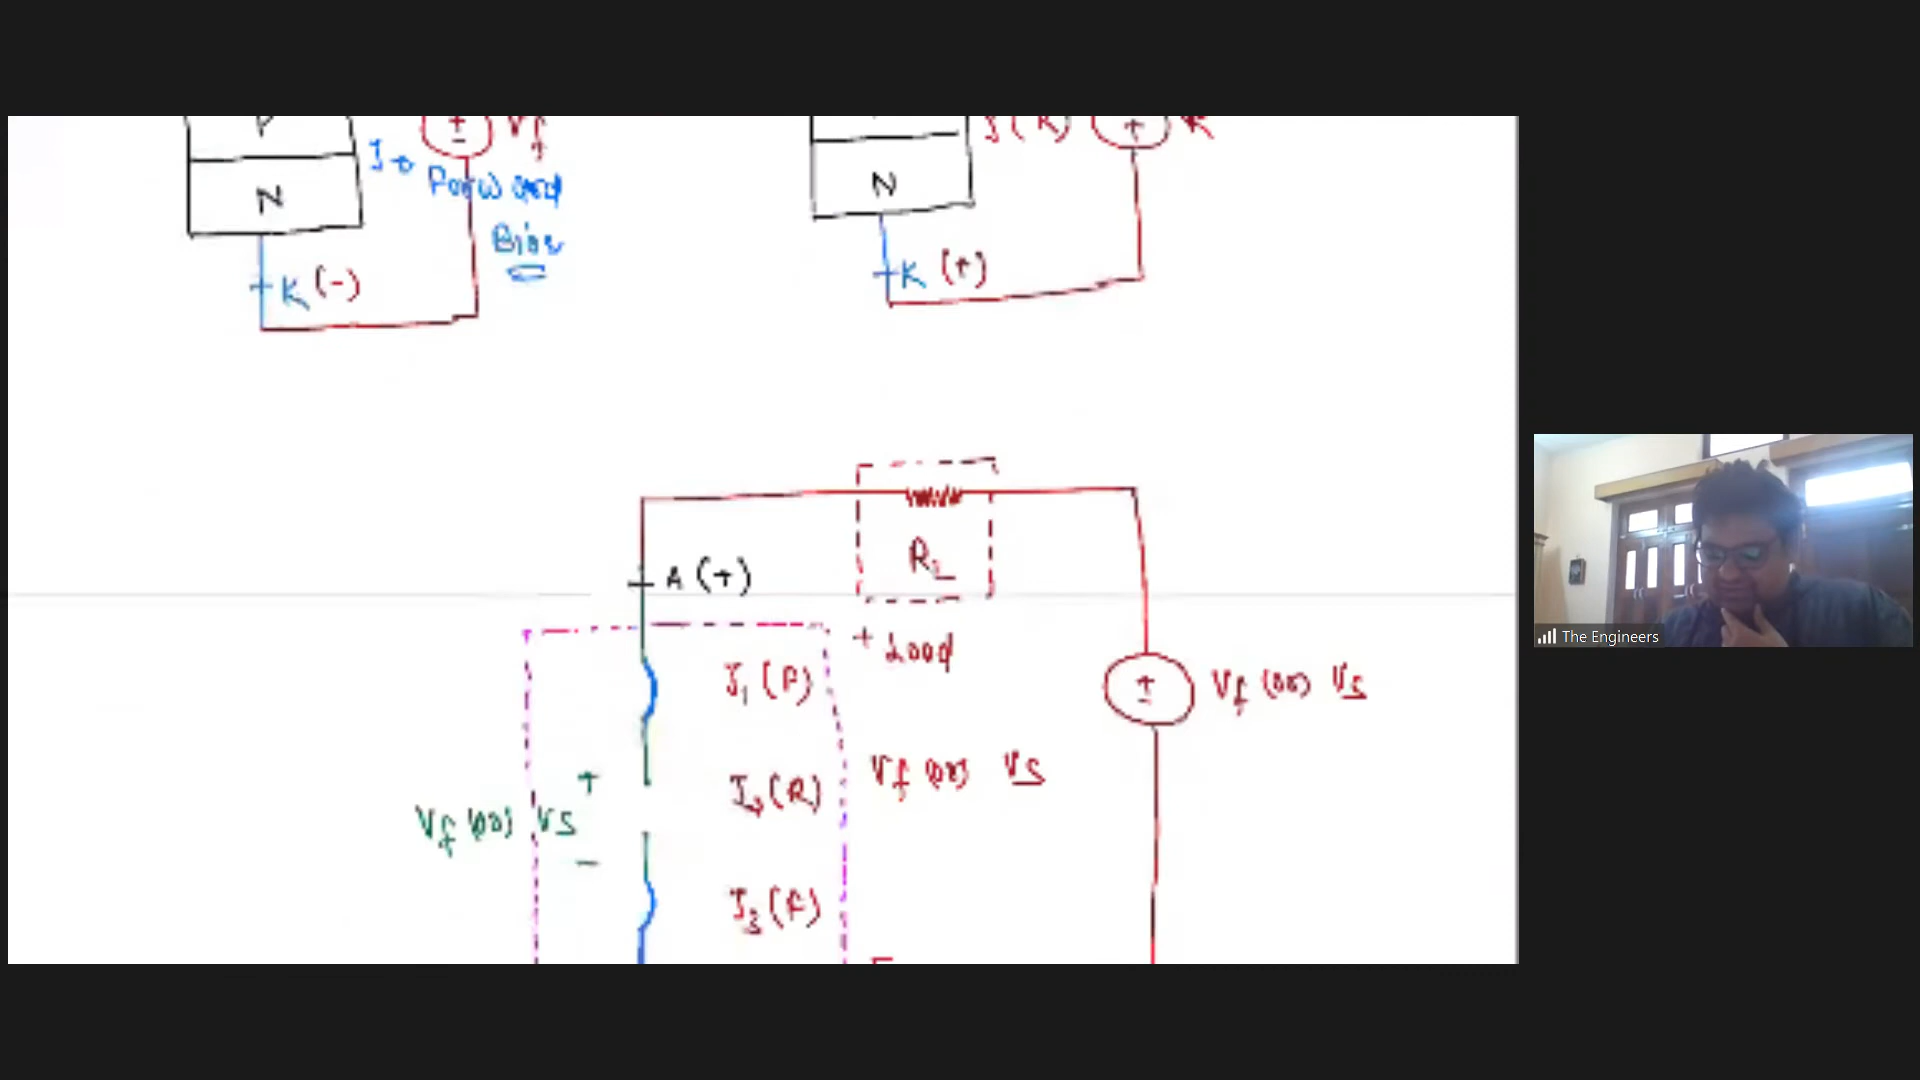 P
N
J → Forward
Bias
K (-)
± Vf
N
K (+)
J (R)
+
R
A (+)
RL
+ Load
J1 (F)
J2 (R)
J3 (F)
+
Vf (or) Vs
-
Vf (or) Vs
± Vf (or) Vs
The Engineers